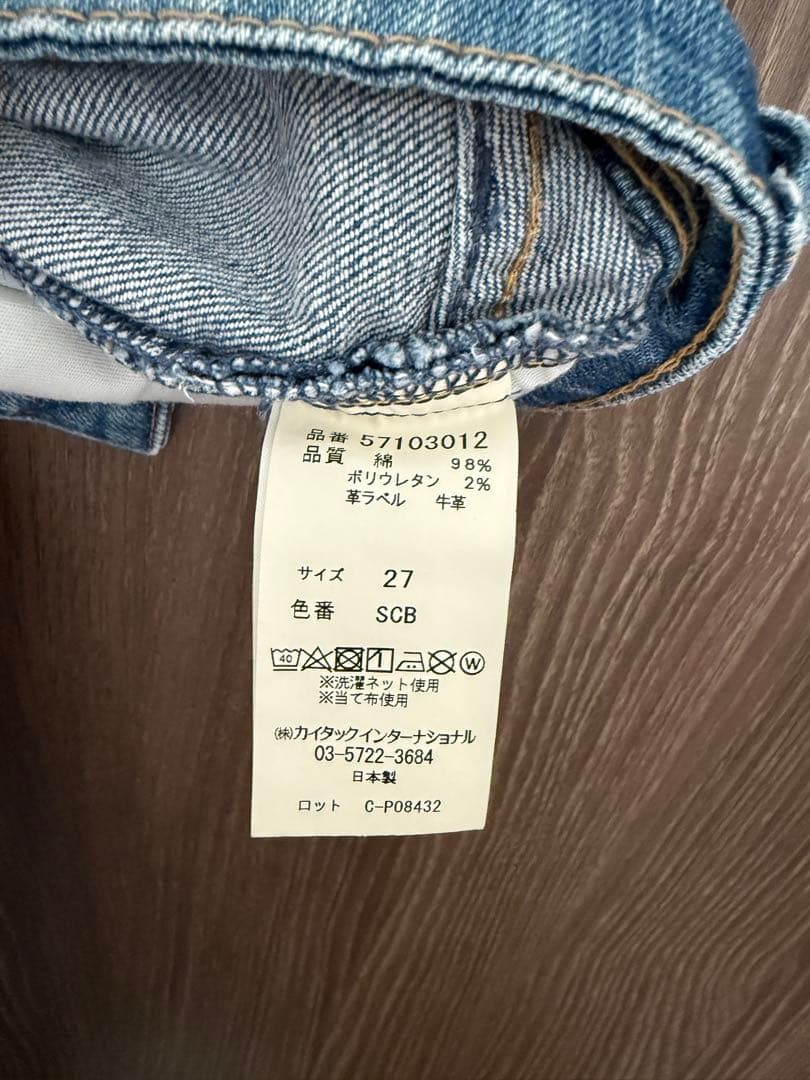 品番 57103012
品質 綿 98%
ポリウレタン 2%
革ラベル 牛革
サイズ 27
色番 SCB
40 W
※洗濯ネット使用
※当て布使用
㈱カイタックインターナショナル
03-5722-3684
日本製
ロット C-P08432